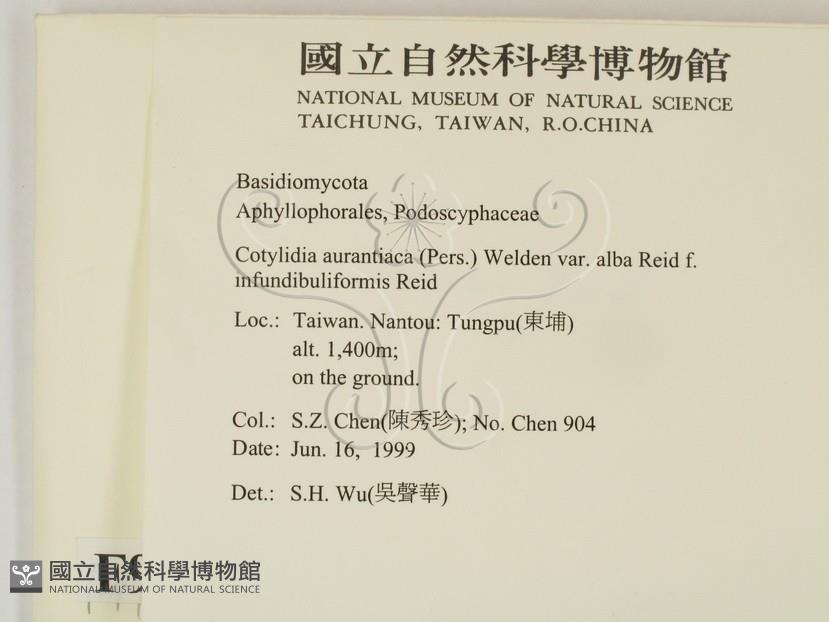 國立自然科學博物館
NATIONAL MUSEUM OF NATURAL SCIENCE
TAICHUNG, TAIWAN, R.O.CHINA
Basidiomycota
Aphyllophorales, Podoscyphaceae
Cotylidia aurantiaca (Pers.) Welden var. alba Reid f.
infundibuliformis Reid
Loc.: Taiwan. Nantou: Tungpu(東埔)
alt. 1,400m;
on the ground.
Col.: S.Z. Chen(陳秀珍); No. Chen 904
Date: Jun. 16, 1999
Det.: S.H. Wu(吳聲華)
國立自然科學博物館
NATIONAL MUSEUM OF NATURAL SCIENCE